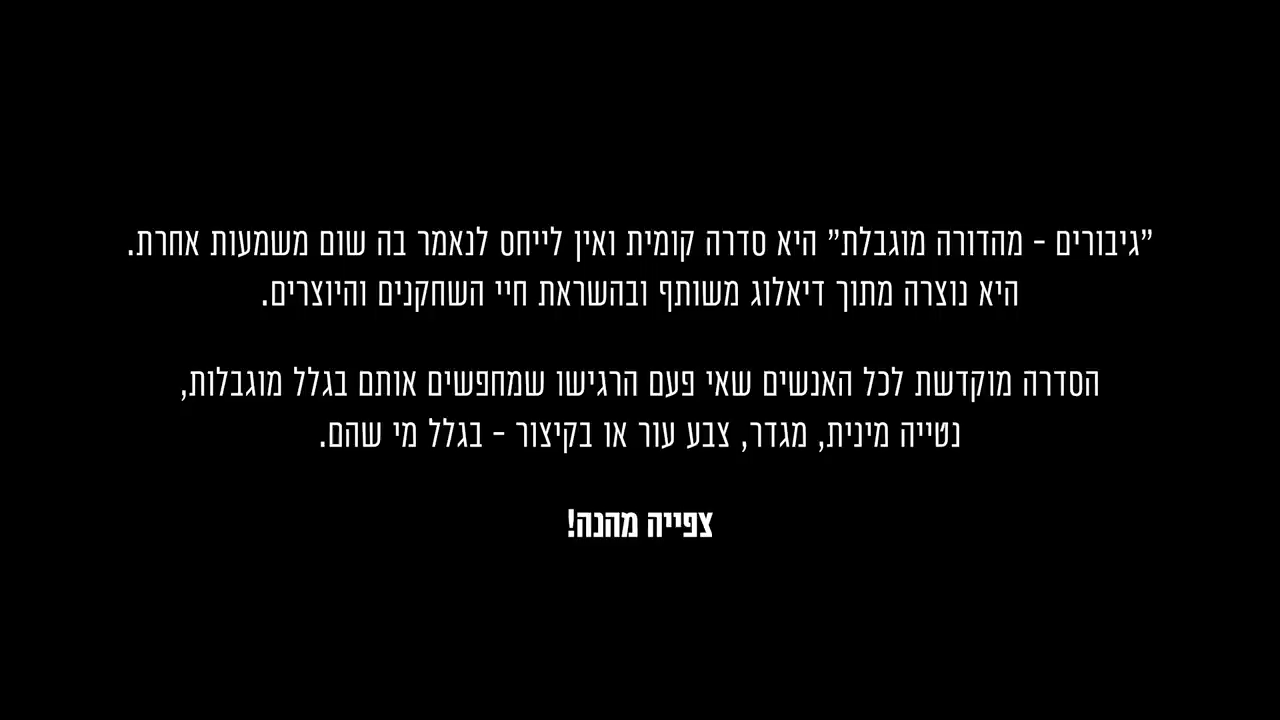 "גיבורים - מהדורה מוגבלת" היא סדרה קומית ואין לייחס לנאמר בה שום משמעות אחרת.
היא נוצרה מתוך דיאלוג משותף ובהשראת חיי השחקנים והיוצרים.
הסדרה מוקדשת לכל האנשים שאי פעם הרגישו שמחפשים אותם בגלל מוגבלות,
נטייה מינית, מגדר, צבע עור או בקיצור - בגלל מי שהם.
צפייה מהנה!